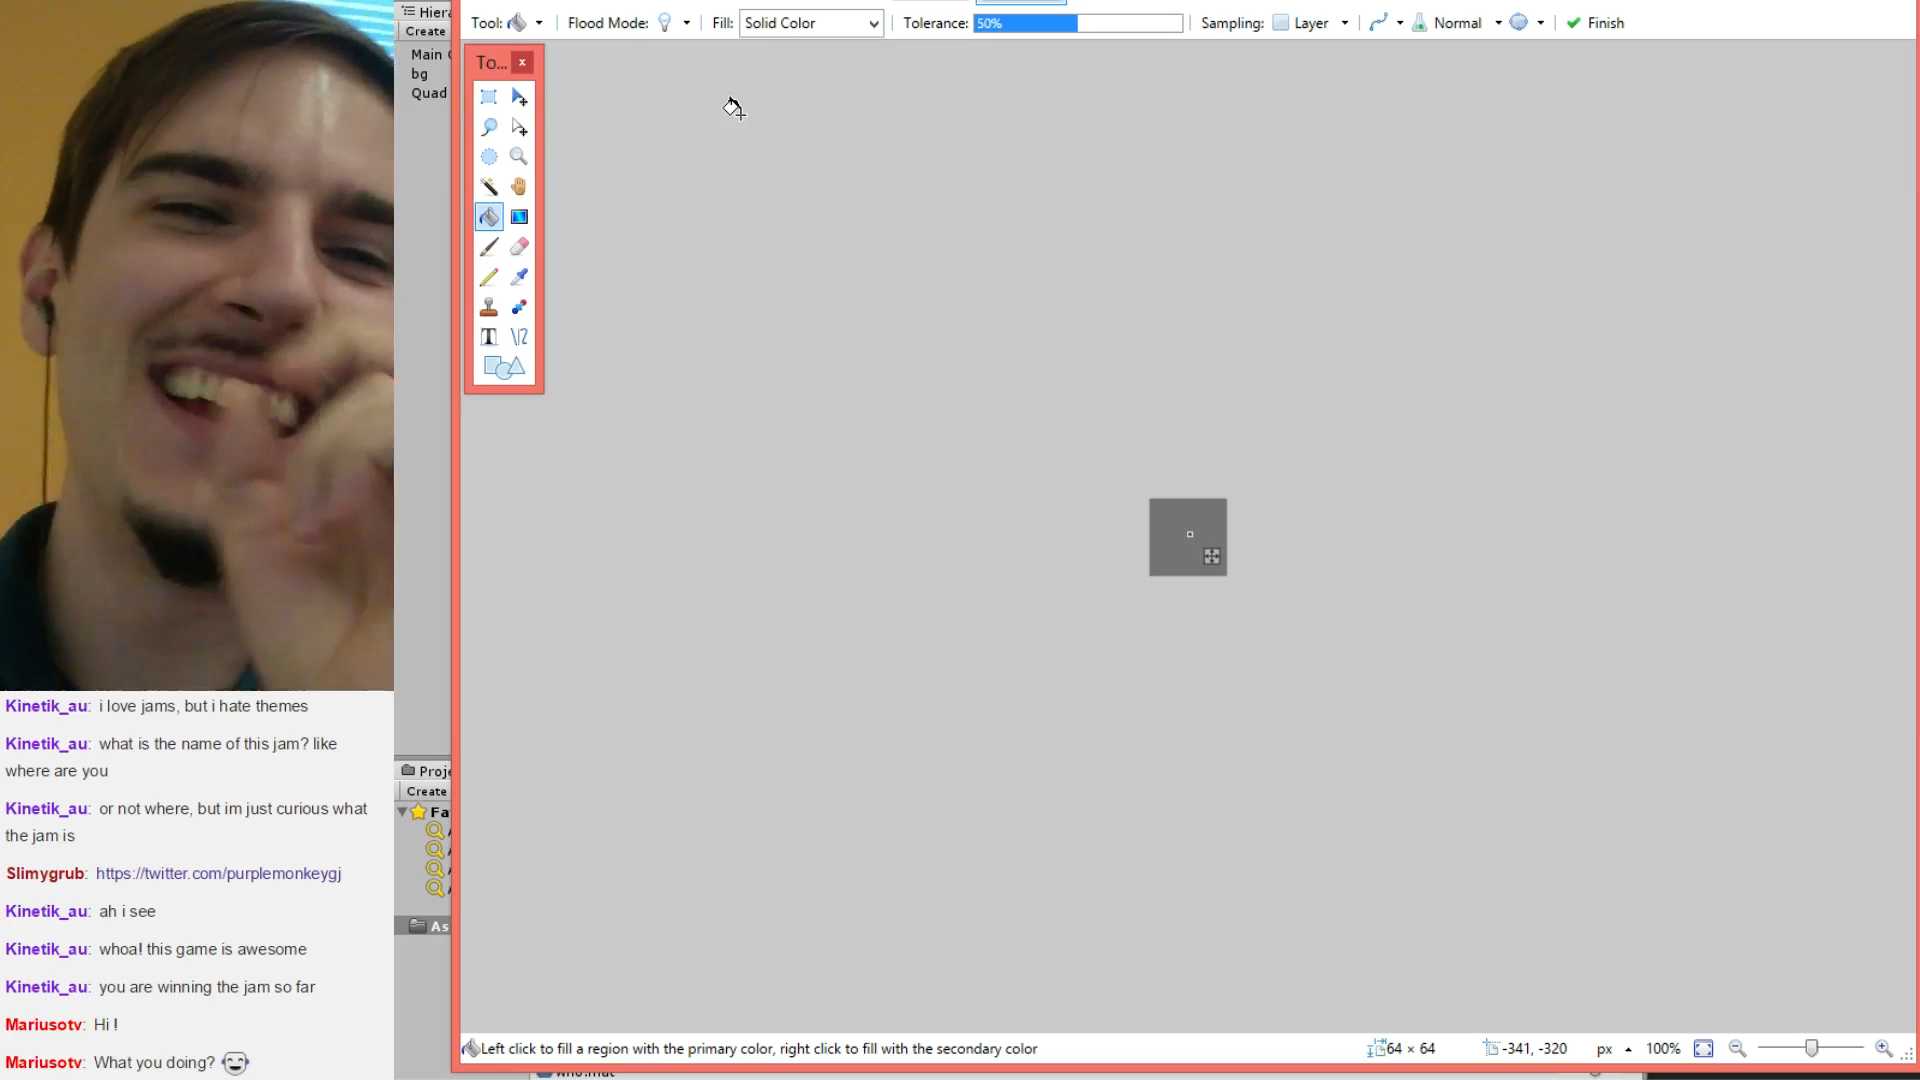 Hiera
Create
Main C
bg
Quad
Tool:
Flood Mode:
Fill: Solid Color
Tolerance: 50%
Sampling: Layer
Normal
Finish
To...
Kinetik_au: i love jams, but i hate themes
Kinetik_au: what is the name of this jam? like
where are you
Kinetik_au: or not where, but im just curious what
the jam is
Slimygrub: https://twitter.com/purplemonkeygj
Kinetik_au: ah i see
Kinetik_au: whoa! this game is awesome
Kinetik_au: you are winning the jam so far
Mariusotv: Hi !
Mariusotv: What you doing?
Proje
Create
Fa
As
Left click to fill a region with the primary color, right click to fill with the secondary color
64 × 64
-341, -320
px
100%